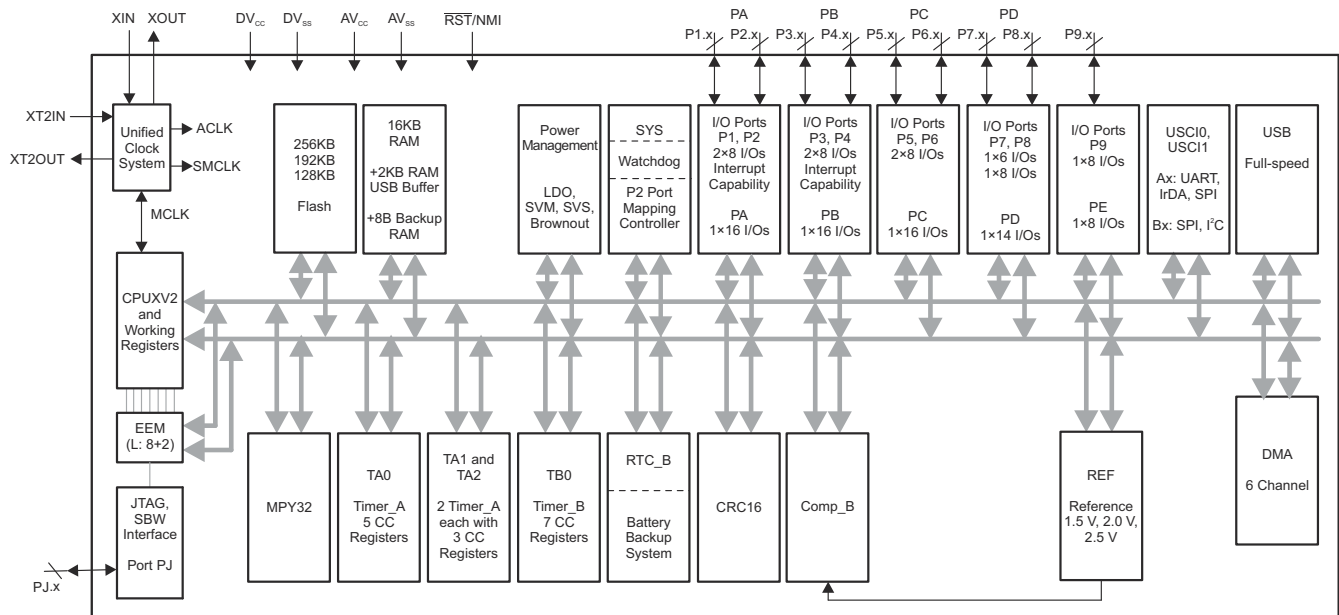 XIN XOUT DVCC DVSS AVCC AVSS RST/NMI
PA PB PC PD
P1.x P2.x P3.x P4.x P5.x P6.x P7.x P8.x P9.x
XT2IN
XT2OUT
Unified
Clock
System
ACLK
SMCLK
MCLK
256KB
192KB
128KB
Flash
16KB
RAM
+2KB RAM
USB Buffer
+8B Backup
RAM
Power
Management
LDO,
SVM, SVS,
Brownout
SYS
Watchdog
P2 Port
Mapping
Controller
I/O Ports
P1, P2
2×8 I/Os
Interrupt
Capability
PA
1×16 I/Os
I/O Ports
P3, P4
2×8 I/Os
Interrupt
Capability
PB
1×16 I/Os
I/O Ports
P5, P6
2×8 I/Os
PC
1×16 I/Os
I/O Ports
P7, P8
1×6 I/Os
1×8 I/Os
PD
1×14 I/Os
I/O Ports
P9
1×8 I/Os
PE
1×8 I/Os
USCI0,
USCI1
Ax: UART,
IrDA, SPI
Bx: SPI, I²C
USB
Full-speed
CPUXV2
and
Working
Registers
EEM
(L: 8+2)
JTAG,
SBW
Interface
Port PJ
PJ.x
MPY32
TA0
Timer_A
5 CC
Registers
TA1 and
TA2
2 Timer_A
each with
3 CC
Registers
TB0
Timer_B
7 CC
Registers
RTC_B
Battery
Backup
System
CRC16
Comp_B
REF
Reference
1.5 V, 2.0 V,
2.5 V
DMA
6 Channel